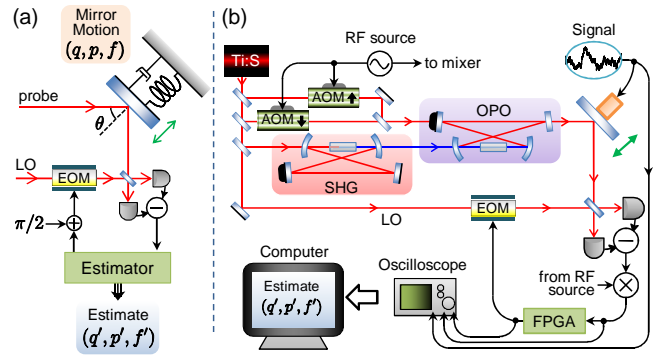 (a)
Mirror
Motion
(q, p, f)
probe
θ
LO
EOM
π/2
+
−
Estimator
Estimate
(q′, p′, f′)
(b)
Ti:S
RF source
to mixer
AOM
AOM
OPO
SHG
Signal
LO
EOM
−
from RF
source
×
Computer
Estimate
(q′, p′, f′)
Oscilloscope
FPGA